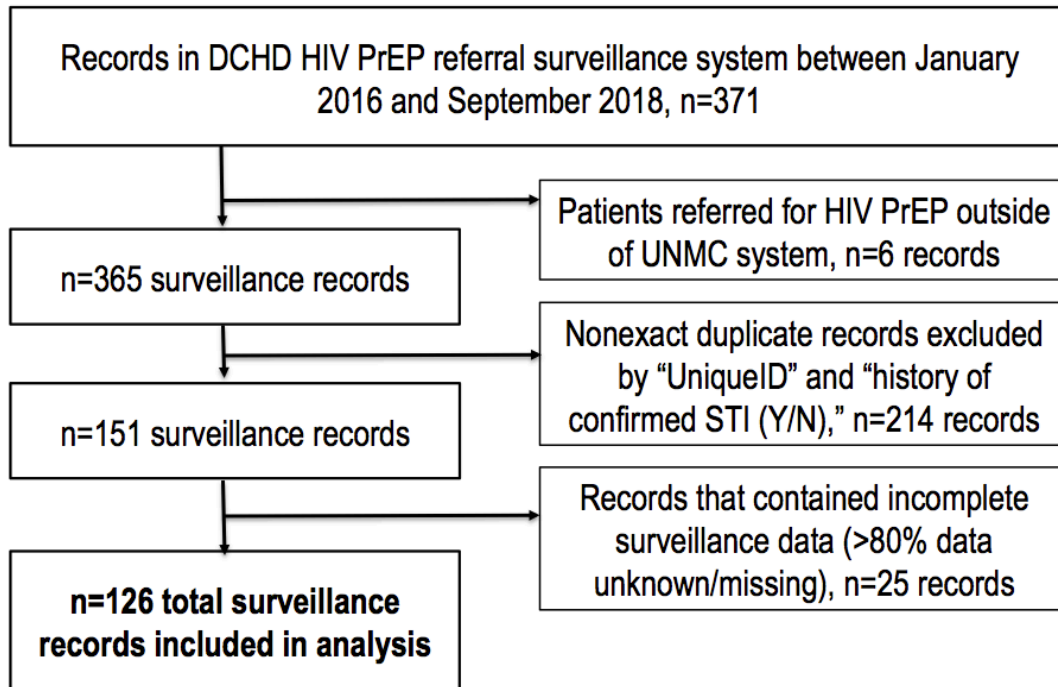 Records in DCHD HIV PrEP referral surveillance system between January
2016 and September 2018, n=371
Patients referred for HIV PrEP outside
of UNMC system, n=6 records
n=365 surveillance records
Nonexact duplicate records excluded
by “UniqueID” and “history of
confirmed STI (Y/N),” n=214 records
n=151 surveillance records
Records that contained incomplete
surveillance data (>80% data
unknown/missing), n=25 records
n=126 total surveillance
records included in analysis